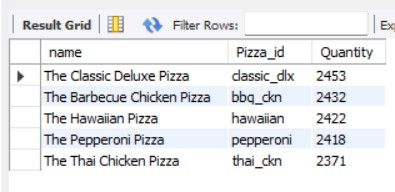 Result Grid Filter Rows: Ex
name Pizza_id Quantity
The Classic Deluxe Pizza classic_dlx 2453
The Barbecue Chicken Pizza bbq_ckn 2432
The Hawaiian Pizza hawaiian 2422
The Pepperoni Pizza pepperoni 2418
The Thai Chicken Pizza thai_ckn 2371